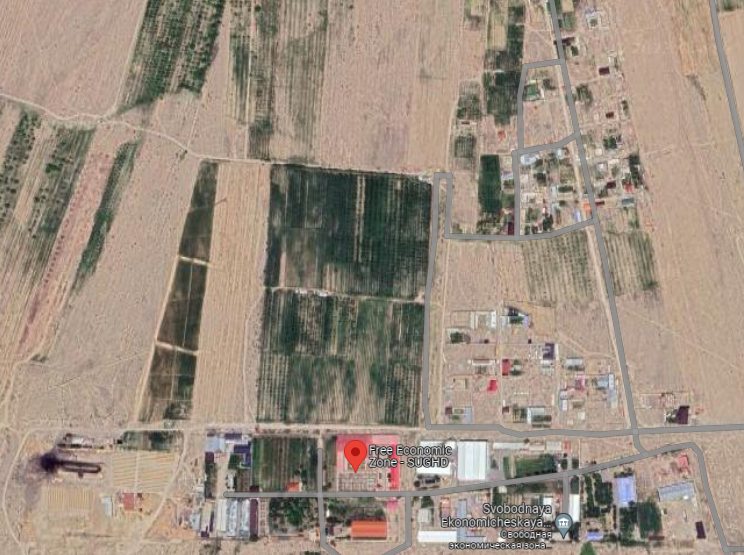 Free Economic
Zone - SUGHD
Svobodnaya
Ekonomicheskaya...
Свободная
экономическая зона...